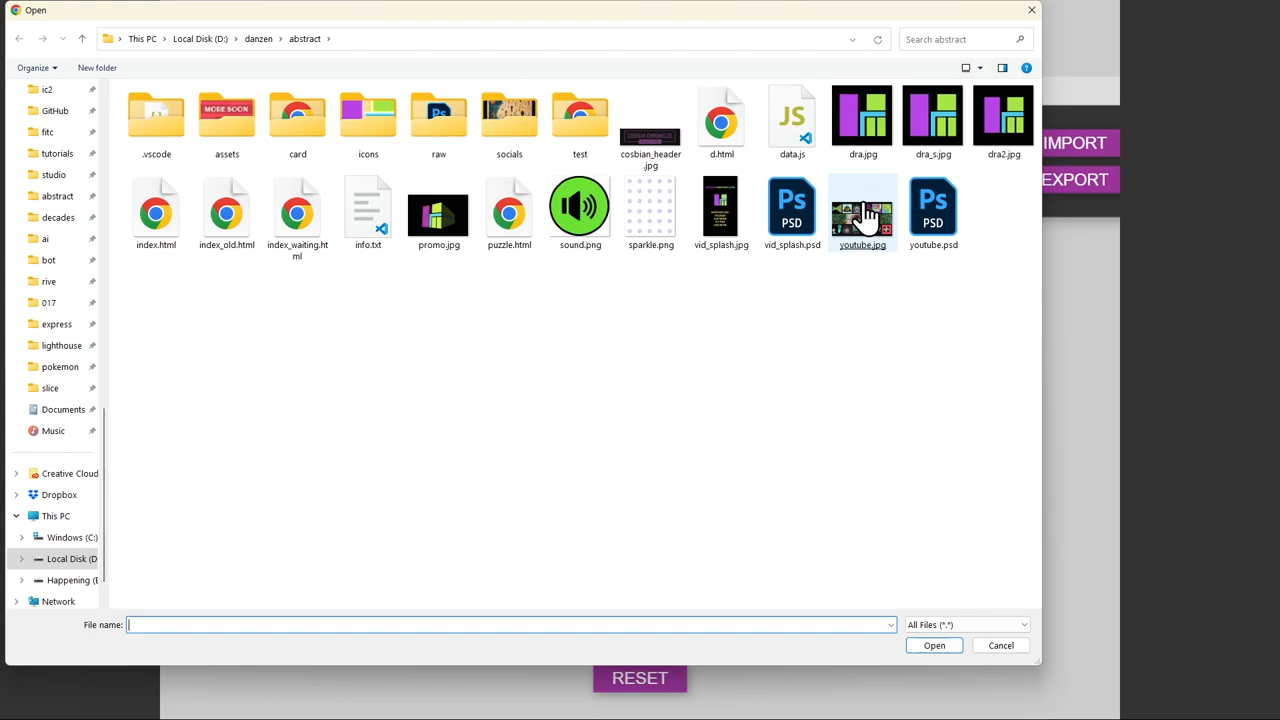 Open
This PC
Local Disk (D:)
danzen
abstract
Search abstract
Organize
New folder
IMPORT
EXPORT
ic2
GitHub
fitc
tutorials
studio
abstract
decades
ai
bot
rive
017
express
lighthouse
pokemon
slice
Documents
Music
Creative Cloud
Dropbox
This PC
Windows (C:)
Local Disk (D
Happening (E
Network
MORE SOON
JS
.vscode
assets
card
icons
raw
socials
test
cosbian_header
.jpg
d.html
data.js
dra.jpg
dra_s.jpg
dra2.jpg
Ps
PSD
Ps
PSD
index.html
index_old.html
index_waiting.ht
ml
info.txt
promo.jpg
puzzle.html
sound.png
sparkle.png
vid_splash.jpg
vid_splash.psd
youtube.jpg
youtube.psd
File name:
All Files (*.*)
Open
Cancel
RESET